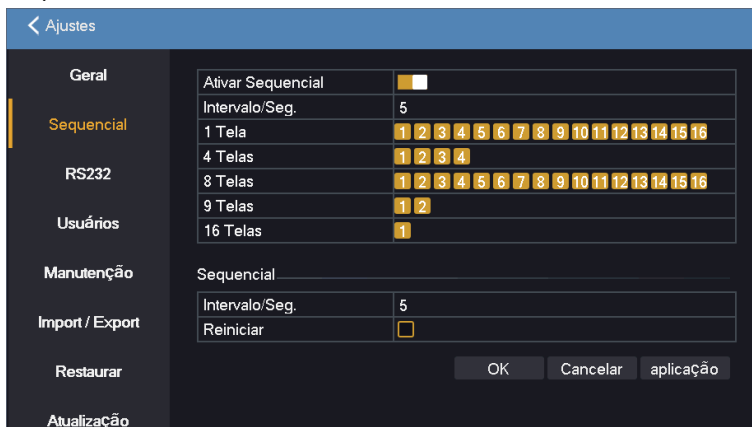 Ajustes
Geral
Sequencial
RS232
Usuários
Manutenção
Import / Export
Restaurar
Atualização
Ativar Sequencial
Intervalo/Seg. 5
1 Tela 1 2 3 4 5 6 7 8 9 10 11 12 13 14 15 16
4 Telas 1 2 3 4
8 Telas 1 2 3 4 5 6 7 8 9 10 11 12 13 14 15 16
9 Telas 1 2
16 Telas 1
Sequencial
Intervalo/Seg. 5
Reiniciar
OK Cancelar aplicação